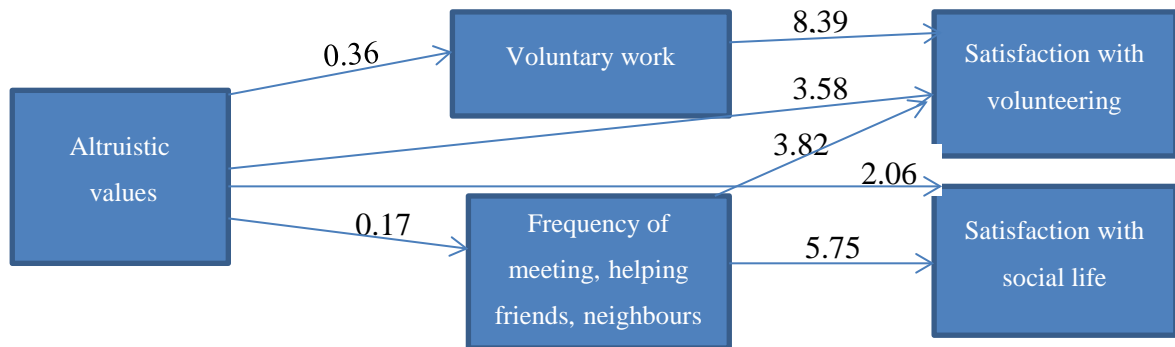 Altruistic
values
0.36
Voluntary work
8.39
Satisfaction with
volunteering
3.58
3.82
2.06
0.17
Frequency of
meeting, helping
friends, neighbours
5.75
Satisfaction with
social life